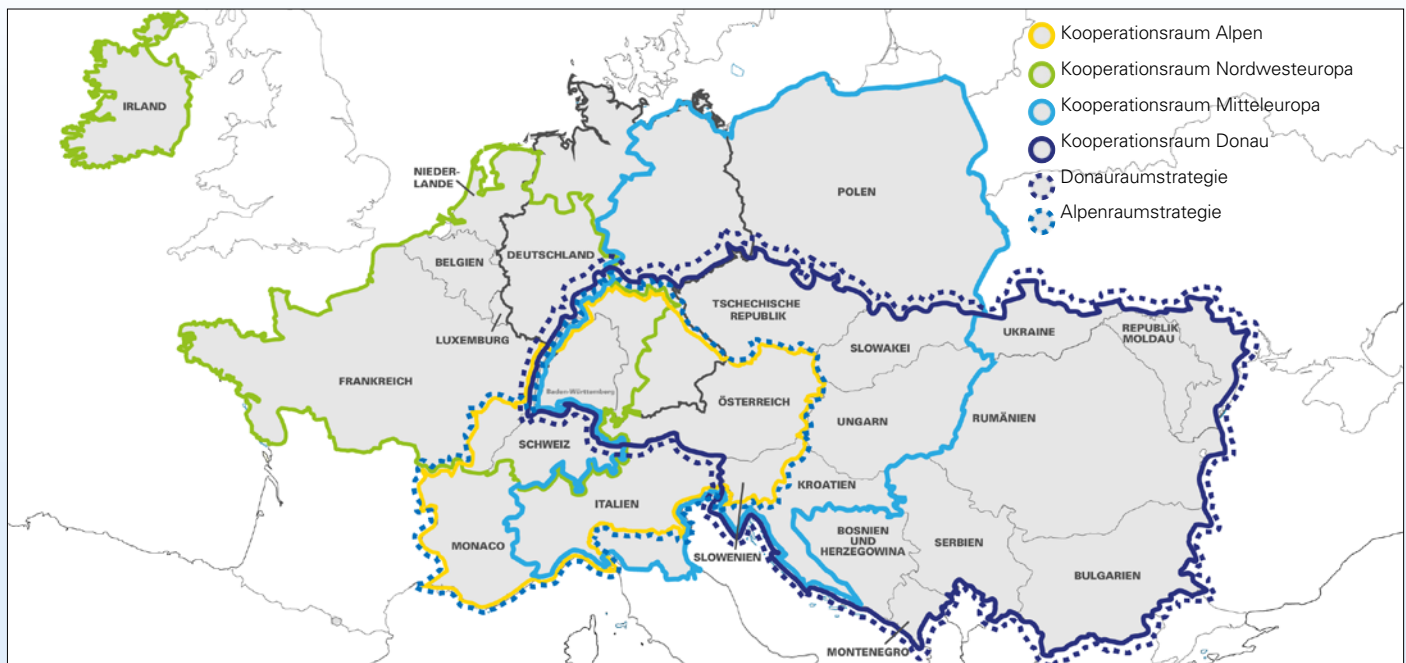 Kooperationsraum Alpen
Kooperationsraum Nordwesteuropa
Kooperationsraum Mitteleuropa
Kooperationsraum Donau
Donauraumstrategie
Alpenraumstrategie
IRLAND
NIEDER-
LANDE
POLEN
BELGIEN
DEUTSCHLAND
TSCHECHISCHE
REPUBLIK
LUXEMBURG
SLOWAKEI
UKRAINE
REPUBLIK
MOLDAU
FRANKREICH
Baden-Württemberg
ÖSTERREICH
UNGARN
RUMÄNIEN
SCHWEIZ
KROATIEN
ITALIEN
MONACO
SLOWENIEN
BOSNIEN
UND
HERZEGOWINA
SERBIEN
BULGARIEN
MONTENEGRO